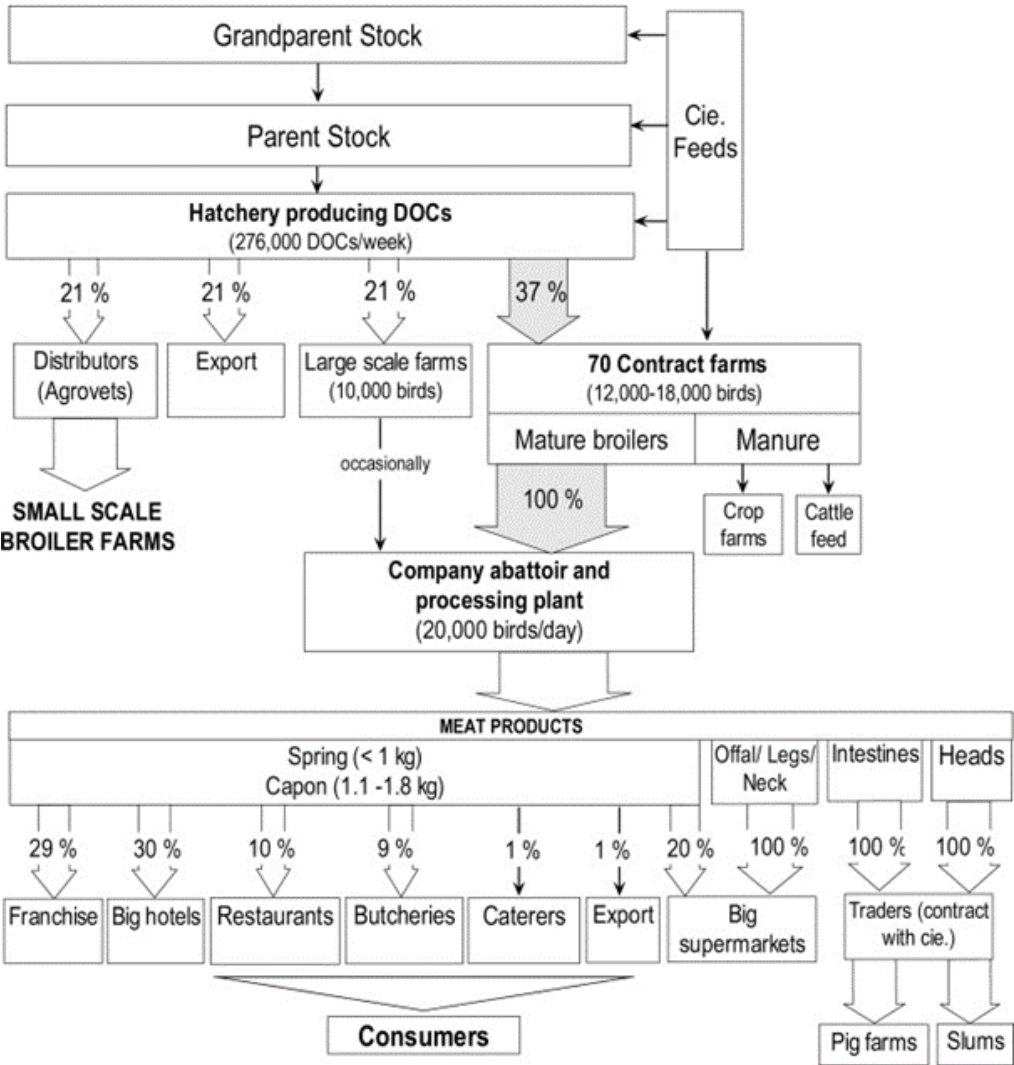 Grandparent Stock
Cie.
Feeds
Parent Stock
Hatchery producing DOCs
(276,000 DOCs/week)
21 %
21 %
21 %
37 %
Distributors
(Agrovets)
Export
Large scale farms
(10,000 birds)
70 Contract farms
(12,000-18,000 birds)
Mature broilers
Manure
occasionally
100 %
Crop
farms
Cattle
feed
SMALL SCALE
BROILER FARMS
Company abattoir and
processing plant
(20,000 birds/day)
MEAT PRODUCTS
Spring (< 1 kg)
Capon (1.1 -1.8 kg)
Offal/ Legs/
Neck
Intestines
Heads
29 %
30 %
10 %
9 %
1 %
1 %
20 %
100 %
100 %
100 %
Franchise
Big hotels
Restaurants
Butcheries
Caterers
Export
Big
supermarkets
Traders (contract
with cie.)
Consumers
Pig farms
Slums